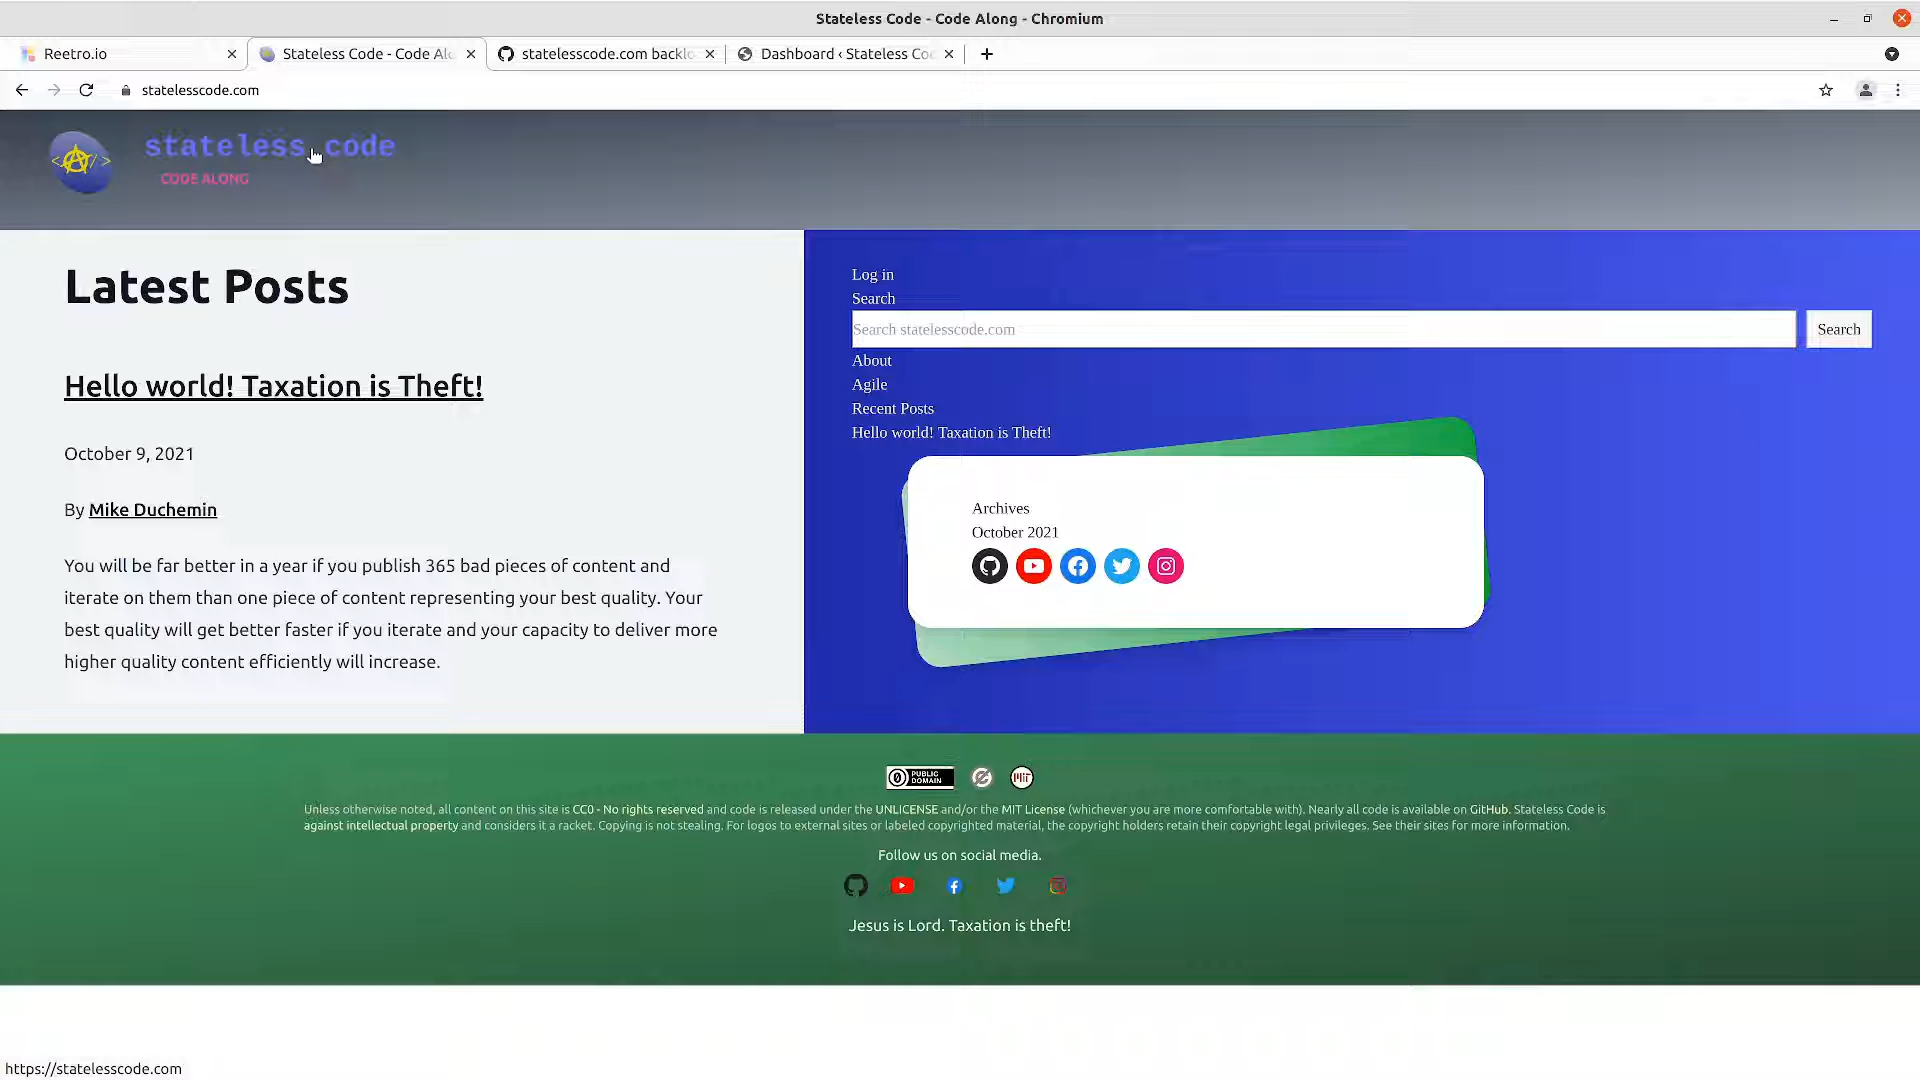 Stateless Code - Code Along - Chromium
Reetro.io
Stateless Code - Code Al
statelesscode.com backlo
Dashboard ‹ Stateless Co
statelesscode.com
stateless code
CODE ALONG
Latest Posts
Hello world! Taxation is Theft!
October 9, 2021
By Mike Duchemin
You will be far better in a year if you publish 365 bad pieces of content and
iterate on them than one piece of content representing your best quality. Your
best quality will get better faster if you iterate and your capacity to deliver more
higher quality content efficiently will increase.
Log in
Search
Search statelesscode.com
Search
About
Agile
Recent Posts
Hello world! Taxation is Theft!
Archives
October 2021
PUBLIC
DOMAIN
MIT
Unless otherwise noted, all content on this site is CC0 - No rights reserved and code is released under the UNLICENSE and/or the MIT License (whichever you are more comfortable with). Nearly all code is available on GitHub. Stateless Code is
against intellectual property and considers it a racket. Copying is not stealing. For logos to external sites or labeled copyrighted material, the copyright holders retain their copyright legal privileges. See their sites for more information.
Follow us on social media.
Jesus is Lord. Taxation is theft!
https://statelesscode.com